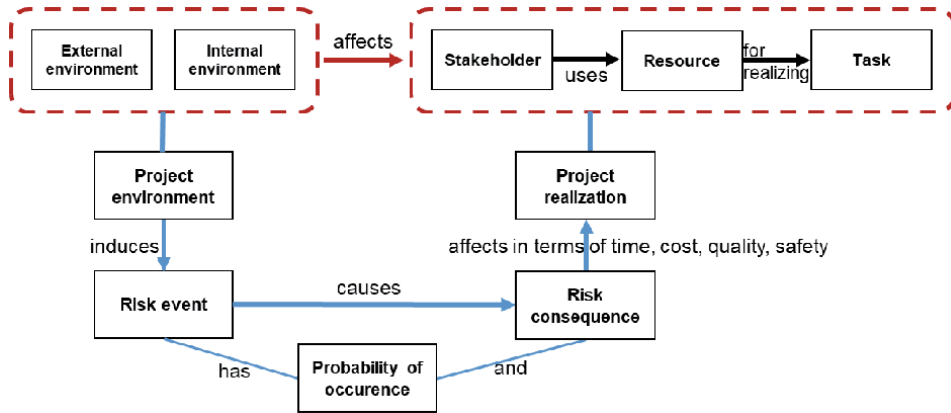 External
environment
Internal
environment
affects
Stakeholder
uses
Resource
for
realizing
Task
Project
environment
Project
realization
induces
affects in terms of time, cost, quality, safety
Risk event
causes
Risk
consequence
has
Probability of
occurence
and